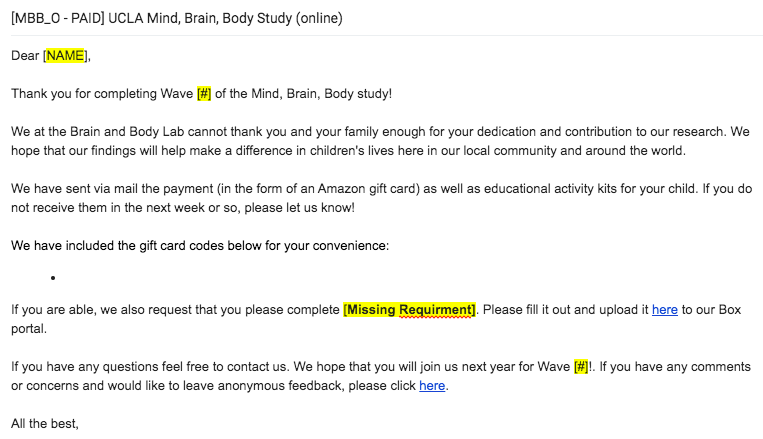 [MBB_O - PAID] UCLA Mind, Brain, Body Study (online)
Dear [NAME],
Thank you for completing Wave [#] of the Mind, Brain, Body study!
We at the Brain and Body Lab cannot thank you and your family enough for your dedication and contribution to our research. We
hope that our findings will help make a difference in children's lives here in our local community and around the world.
We have sent via mail the payment (in the form of an Amazon gift card) as well as educational activity kits for your child. If you do
not receive them in the next week or so, please let us know!
We have included the gift card codes below for your convenience:
•
If you are able, we also request that you please complete [Missing Requirment]. Please fill it out and upload it here to our Box
portal.
If you have any questions feel free to contact us. We hope that you will join us next year for Wave [#]!. If you have any comments
or concerns and would like to leave anonymous feedback, please click here.
All the best,